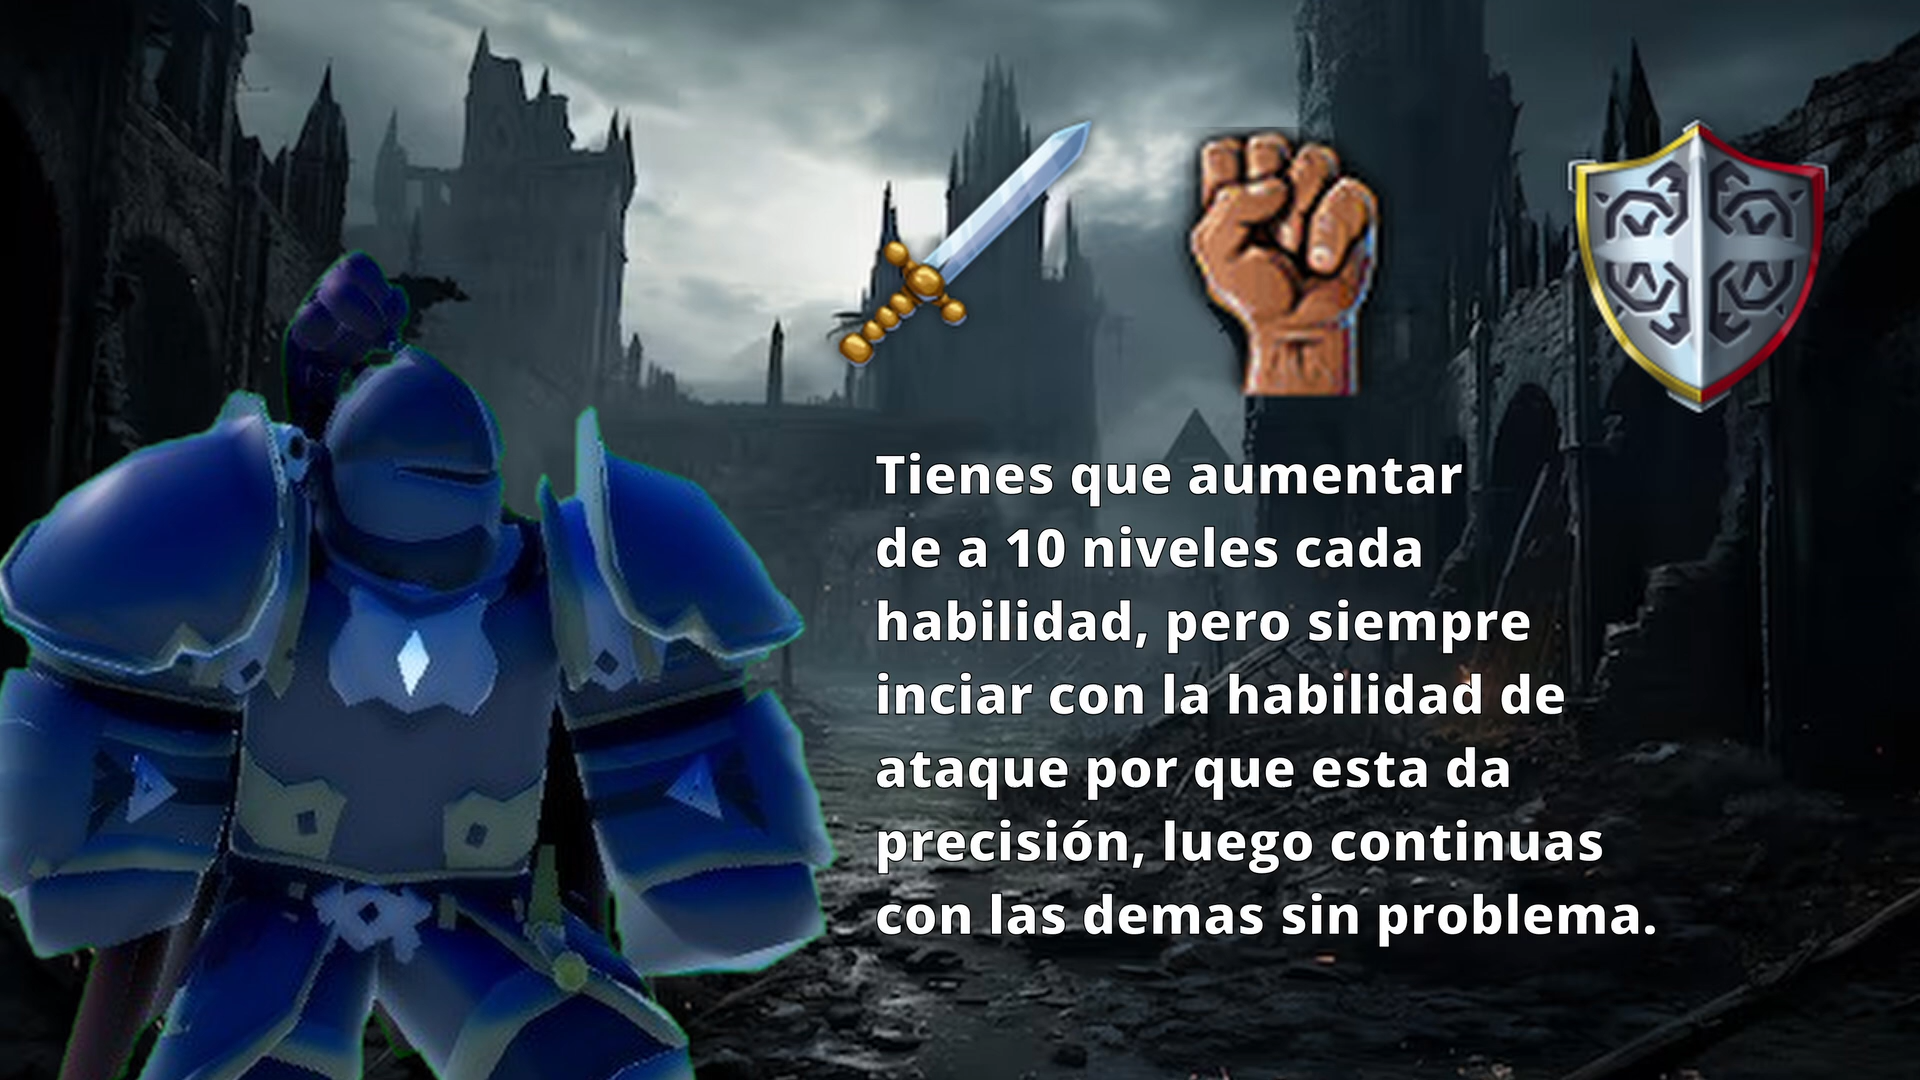 Tienes que aumentar
de a 10 niveles cada
habilidad, pero siempre
inciar con la habilidad de
ataque por que esta da
precisión, luego continuas
con las demas sin problema.